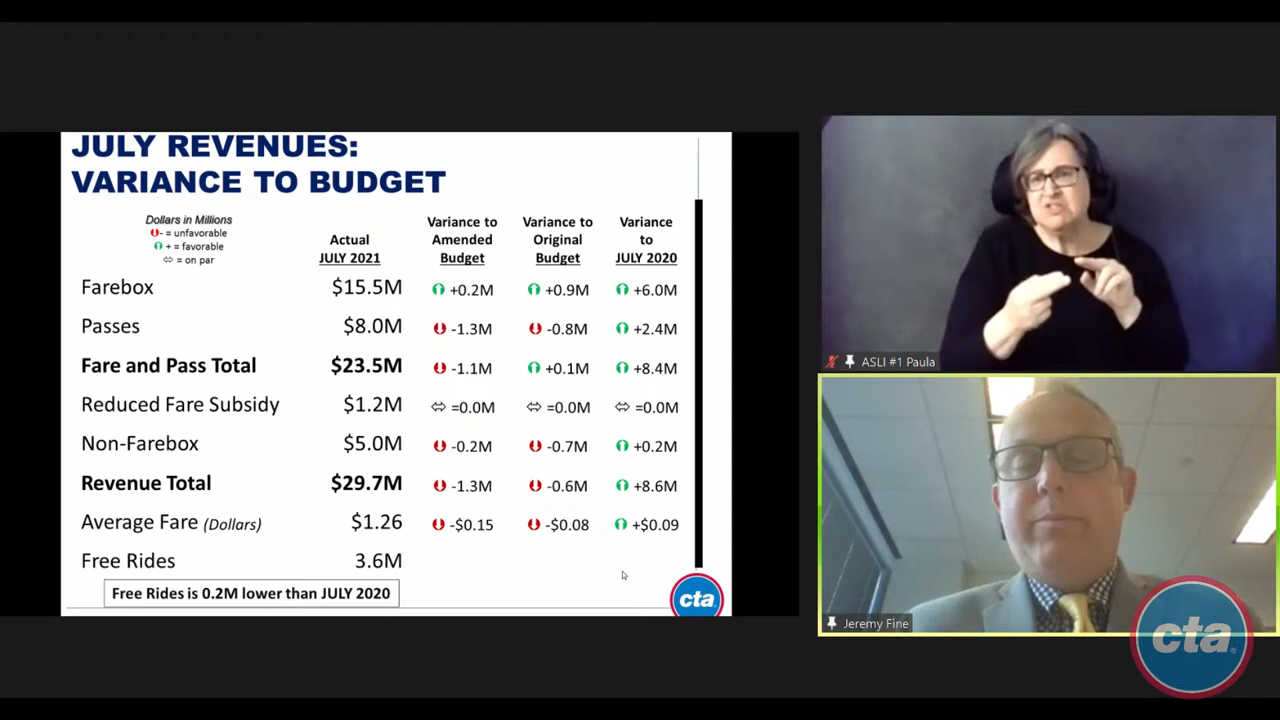 JULY REVENUES:
VARIANCE TO BUDGET
Dollars in Millions
- = unfavorable
+ = favorable
⇔ = on par
Actual
JULY 2021
Variance to
Amended
Budget
Variance to
Original
Budget
Variance
to
JULY 2020
Farebox $15.5M +0.2M +0.9M +6.0M
Passes $8.0M -1.3M -0.8M +2.4M
Fare and Pass Total $23.5M -1.1M +0.1M +8.4M
Reduced Fare Subsidy $1.2M ⇔ =0.0M ⇔ =0.0M ⇔ =0.0M
Non-Farebox $5.0M -0.2M -0.7M +0.2M
Revenue Total $29.7M -1.3M -0.6M +8.6M
Average Fare (Dollars) $1.26 -$0.15 -$0.08 +$0.09
Free Rides 3.6M
Free Rides is 0.2M lower than JULY 2020
cta
ASLI #1 Paula
Jeremy Fine
cta®